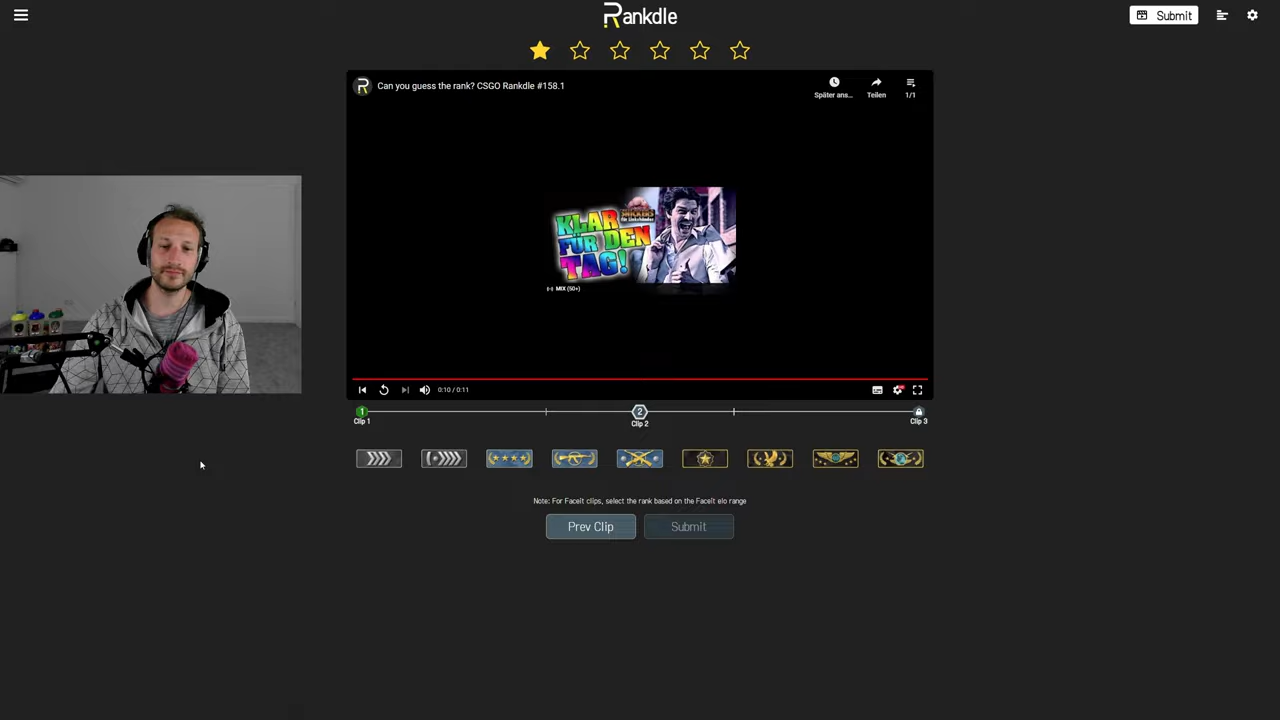 Rankdle
Submit
Can you guess the rank? CSGO Rankdle #158.1
Später ans...
Teilen
1/1
KLAR
FÜR DEN
TAG!
MIX (50+)
0:10 / 0:11
1
2
Clip 1
Clip 2
Clip 3
Note: For Faceit clips, select the rank based on the Faceit elo range
Prev Clip
Submit